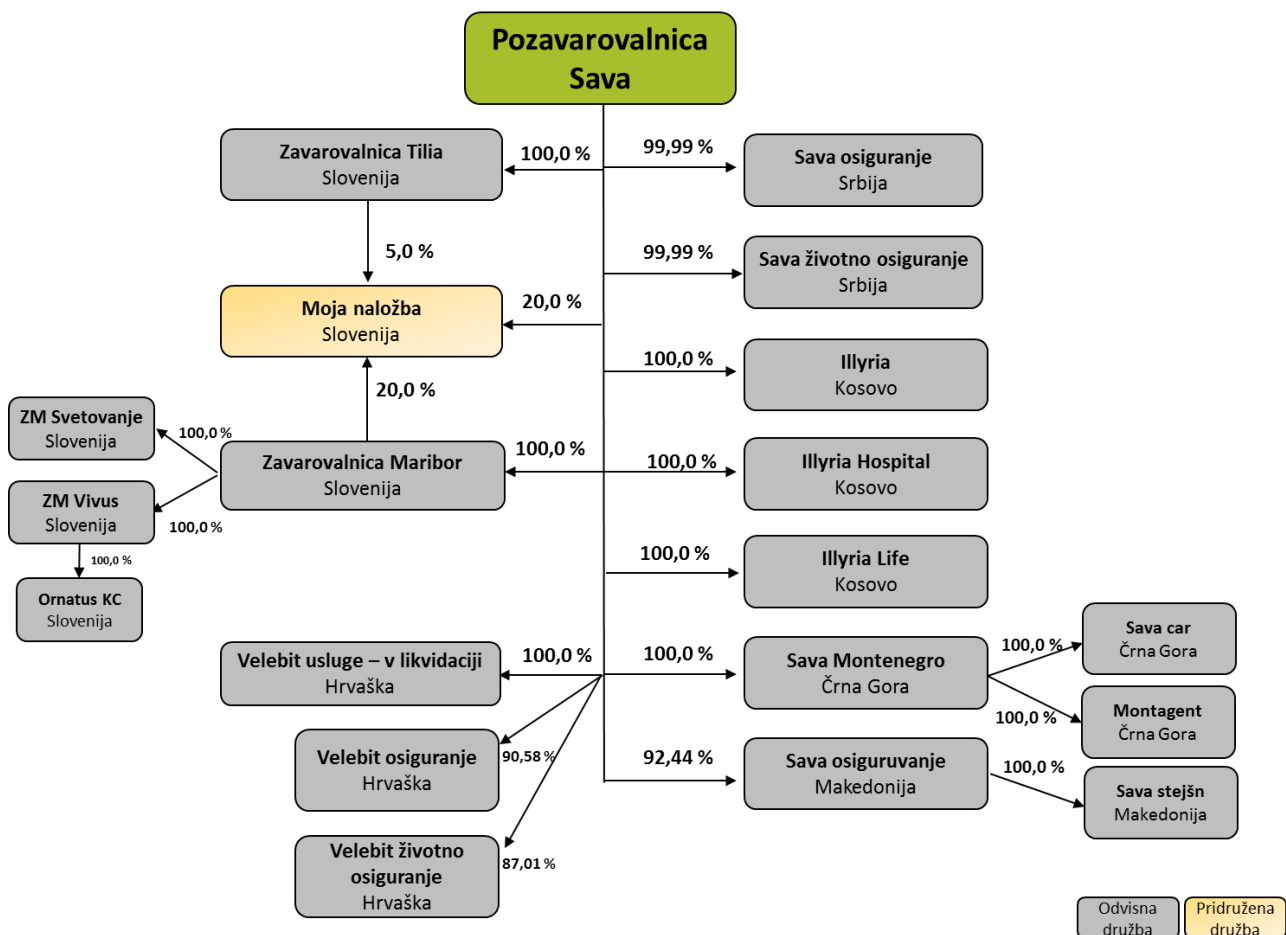 Pozavarovalnica
Sava
Zavarovalnica Tilia
Slovenija
100,0 %
99,99 %
Sava osiguranje
Srbija
5,0 %
99,99 %
Sava životno osiguranje
Srbija
Moja naložba
Slovenija
20,0 %
100,0 %
Illyria
Kosovo
20,0 %
ZM Svetovanje
Slovenija
100,0 %
Zavarovalnica Maribor
Slovenija
100,0 %
100,0 %
Illyria Hospital
Kosovo
ZM Vivus
Slovenija
100,0 %
100,0 %
Ornatus KC
Slovenija
100,0 %
Illyria Life
Kosovo
Velebit usluge – v likvidaciji
Hrvaška
100,0 %
100,0 %
Sava Montenegro
Črna Gora
100,0 %
Sava car
Črna Gora
100,0 %
Montagent
Črna Gora
Velebit osiguranje
Hrvaška
90,58 %
92,44 %
Sava osiguruvanje
Makedonija
100,0 %
Sava stejšn
Makedonija
Velebit životno
osiguranje
Hrvaška
87,01 %
Odvisna
družba
Pridružena
družba